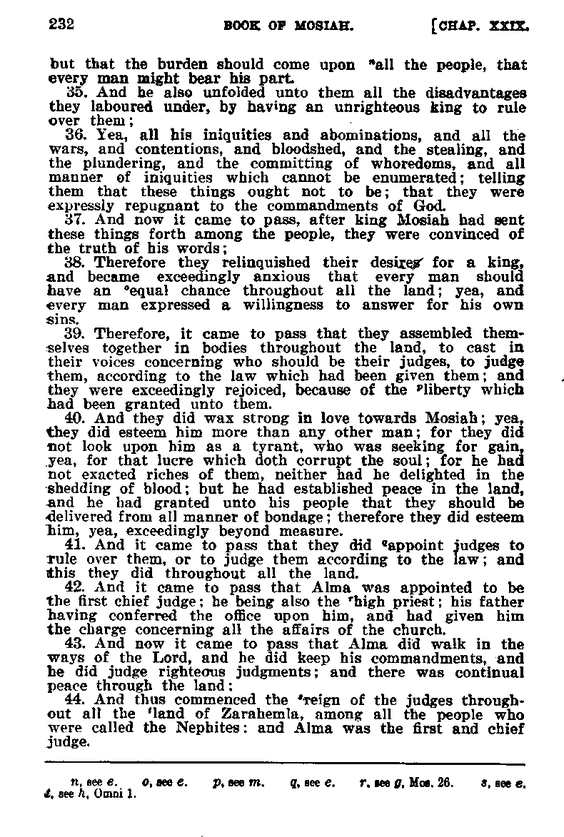 232 BOOK OF MOSIAH. [CHAP. XXIX.
but that the burden should come upon ⁿall the people, that
every man might bear his part.
35. And he also unfolded unto them all the disadvantages
they laboured under, by having an unrighteous king to rule
over them;
36. Yea, all his iniquities and abominations, and all the
wars, and contentions, and bloodshed, and the stealing, and
the plundering, and the committing of whoredoms, and all
manner of iniquities which cannot be enumerated; telling
them that these things ought not to be; that they were
expressly repugnant to the commandments of God.
37. And now it came to pass, after king Mosiah had sent
these things forth among the people, they were convinced of
the truth of his words;
38. Therefore they relinquished their desires for a king,
and became exceedingly anxious that every man should
have an ᵒequal chance throughout all the land; yea, and
every man expressed a willingness to answer for his own
sins.
39. Therefore, it came to pass that they assembled them-
selves together in bodies throughout the land, to cast in
their voices concerning who should be their judges, to judge
them, according to the law which had been given them; and
they were exceedingly rejoiced, because of the ᵖliberty which
had been granted unto them.
40. And they did wax strong in love towards Mosiah; yea,
they did esteem him more than any other man; for they did
not look upon him as a tyrant, who was seeking for gain,
yea, for that lucre which doth corrupt the soul; for he had
not exacted riches of them, neither had he delighted in the
shedding of blood; but he had established peace in the land,
and he had granted unto his people that they should be
delivered from all manner of bondage; therefore they did esteem
him, yea, exceedingly beyond measure.
41. And it came to pass that they did qappoint judges to
rule over them, or to judge them according to the law; and
this they did throughout all the land.
42. And it came to pass that Alma was appointed to be
the first chief judge; he being also the ʳhigh priest; his father
having conferred the office upon him, and had given him
the charge concerning all the affairs of the church.
43. And now it came to pass that Alma did walk in the
ways of the Lord, and he did keep his commandments, and
he did judge righteous judgments; and there was continual
peace through the land:
44. And thus commenced the ˢreign of the judges through-
out all the ᵗland of Zarahemla, among all the people who
were called the Nephites: and Alma was the first and chief
judge.
n, see e. o, see e. p, see m. q, see e. r, see g, Mos. 26. s, see e.
t, see h, Omni 1.